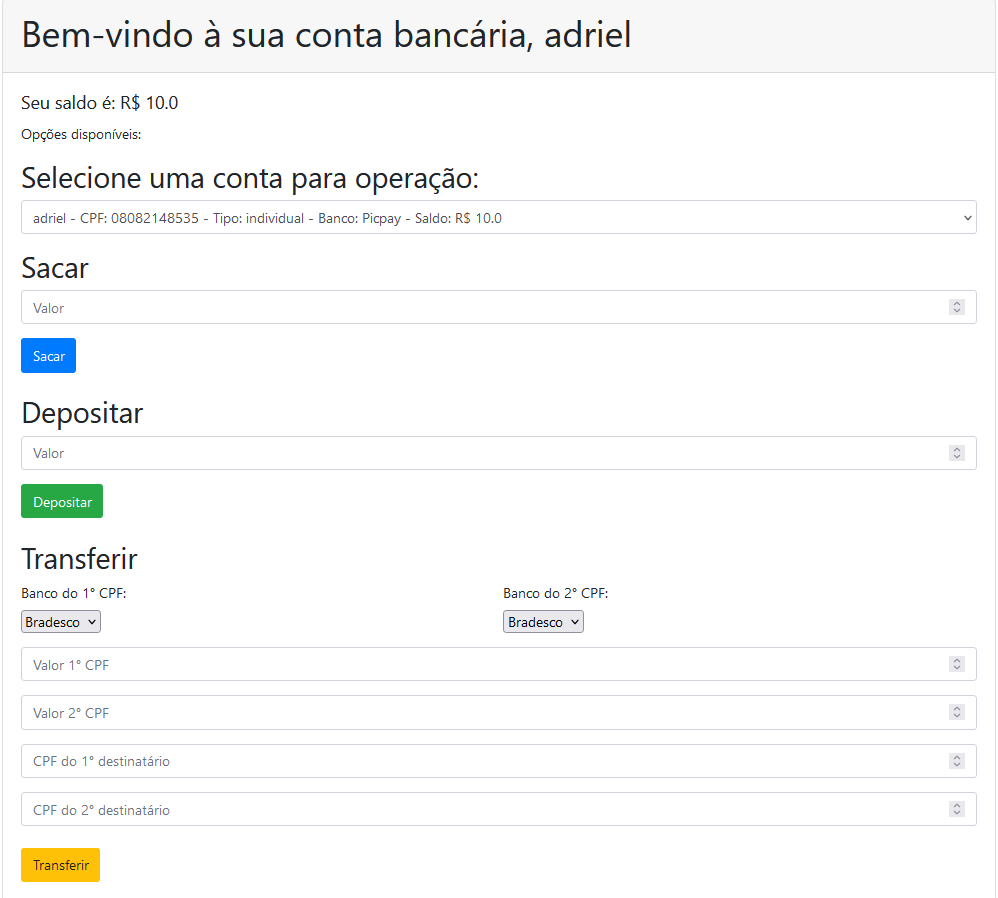 Bem-vindo à sua conta bancária, adriel
Seu saldo é: R$ 10.0
Opções disponíveis:
Selecione uma conta para operação:
adriel - CPF: 08082148535 - Tipo: individual - Banco: Picpay - Saldo: R$ 10.0
Sacar
Valor
Sacar
Depositar
Valor
Depositar
Transferir
Banco do 1° CPF: Banco do 2° CPF:
Bradesco Bradesco
Valor 1° CPF
Valor 2° CPF
CPF do 1° destinatário
CPF do 2° destinatário
Transferir